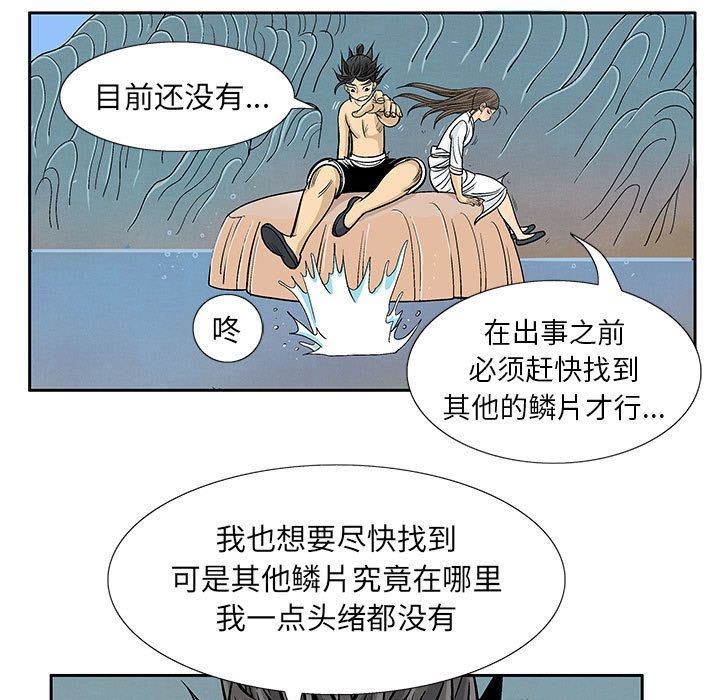 目前还没有...
咚
在出事之前
必须赶快找到
其他的鳞片才行...
我也想要尽快找到
可是其他鳞片究竟在哪里
我一点头绪都没有